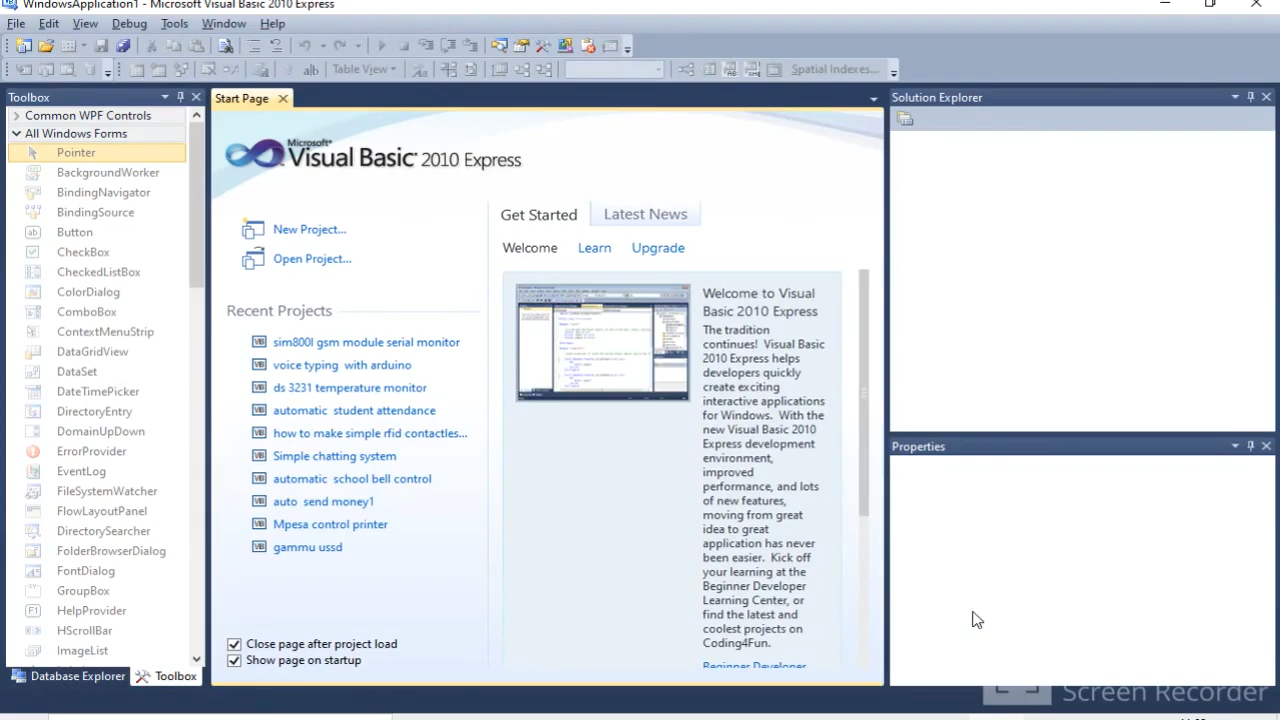 WindowsApplication1 - Microsoft Visual Basic 2010 Express
File Edit View Debug Tools Window Help
Table View
Spatial Indexes...
Toolbox
Common WPF Controls
All Windows Forms
Pointer
BackgroundWorker
BindingNavigator
BindingSource
Button
CheckBox
CheckedListBox
ColorDialog
ComboBox
ContextMenuStrip
DataGridView
DataSet
DateTimePicker
DirectoryEntry
DomainUpDown
ErrorProvider
EventLog
FileSystemWatcher
FlowLayoutPanel
DirectorySearcher
FolderBrowserDialog
FontDialog
GroupBox
HelpProvider
HScrollBar
ImageList
Database Explorer
Toolbox
Start Page
Microsoft®
Visual Basic® 2010 Express
New Project...
Open Project...
Recent Projects
sim800l gsm module serial monitor
voice typing with arduino
ds 3231 temperature monitor
automatic student attendance
how to make simple rfid contactles...
Simple chatting system
automatic school bell control
auto send money1
Mpesa control printer
gammu ussd
Close page after project load
Show page on startup
Get Started
Latest News
Welcome Learn Upgrade
Welcome to Visual
Basic 2010 Express
The tradition
continues! Visual Basic
2010 Express helps
developers quickly
create exciting
interactive applications
for Windows. With the
new Visual Basic 2010
Express development
environment,
improved
performance, and lots
of new features,
moving from great
idea to great
application has never
been easier. Kick off
your learning at the
Beginner Developer
Learning Center, or
find the latest and
coolest projects on
Coding4Fun.
Beginner Developer
Solution Explorer
Properties
Screen Recorder